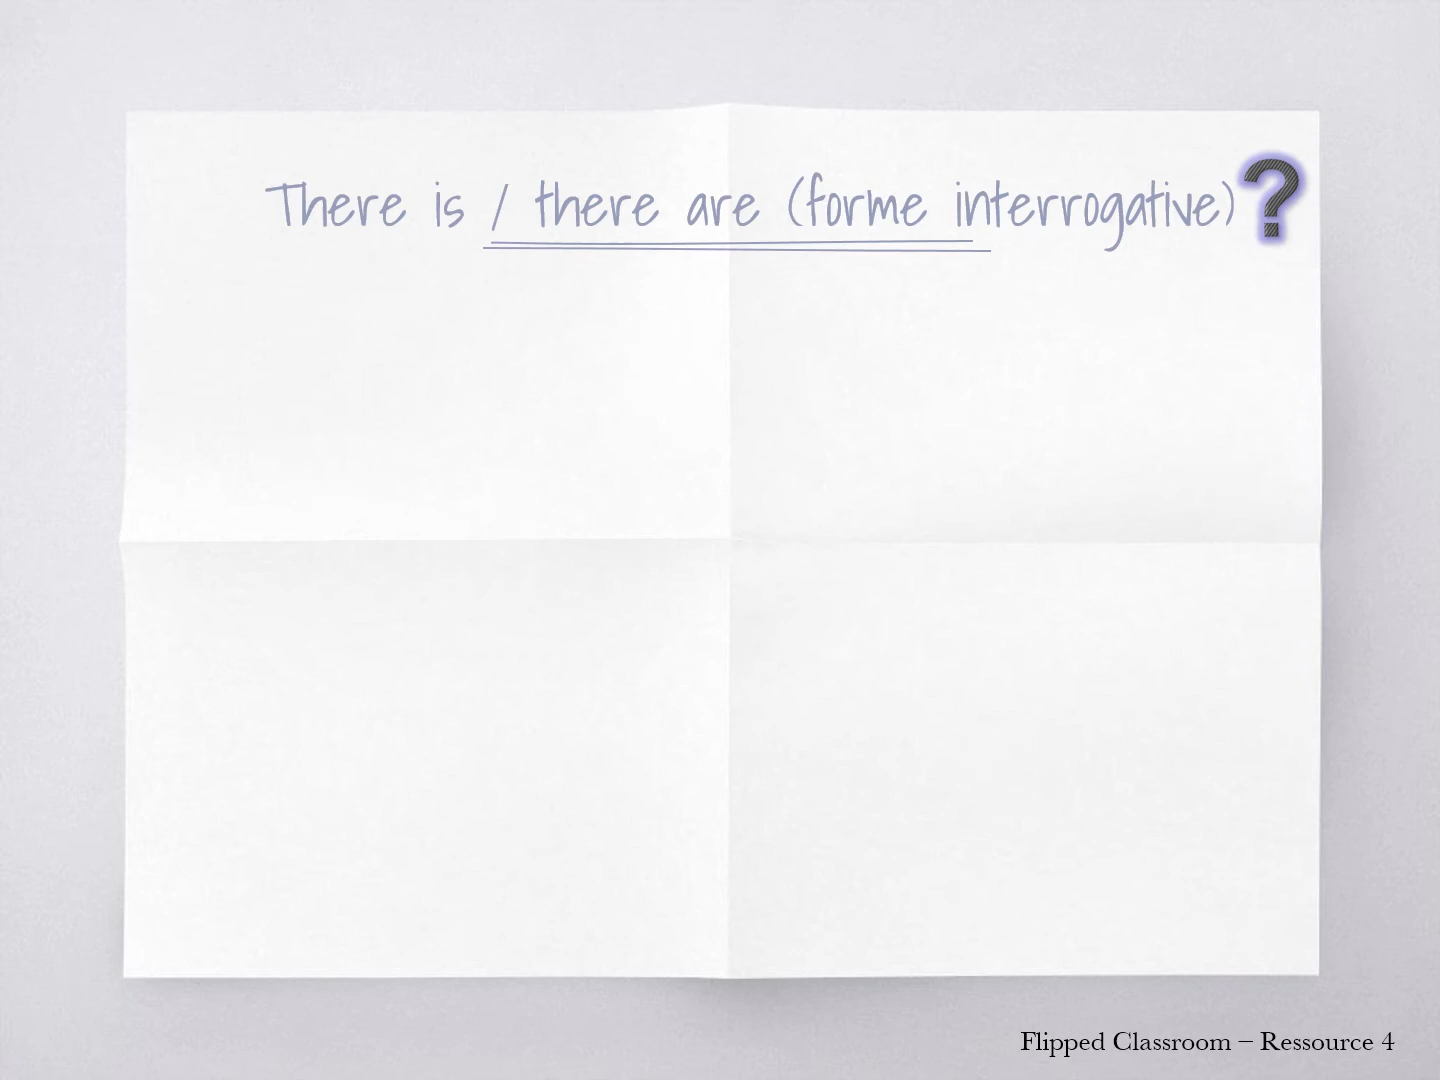 There is / there are (forme interrogative)?
Flipped Classroom – Ressource 4